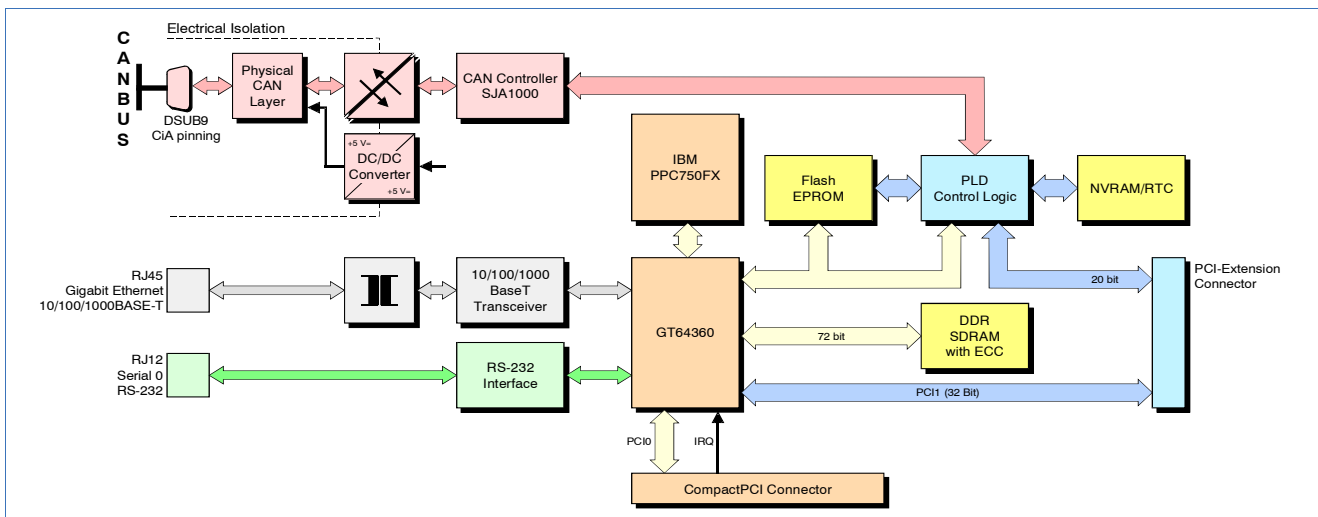 Electrical Isolation
CANBUS
DSUB9
CiA pinning
Physical
CAN
Layer
CAN Controller
SJA1000
+5 V=
DC/DC
Converter
+5 V=
IBM
PPC750FX
Flash
EPROM
PLD
Control Logic
NVRAM/RTC
RJ45
Gigabit Ethernet
10/100/1000BASE-T
10/100/1000
BaseT
Transceiver
GT64360
20 bit
PCI-Extension
Connector
72 bit
DDR
SDRAM
with ECC
RJ12
Serial 0
RS-232
RS-232
Interface
PCI1 (32 Bit)
PCI0
IRQ
CompactPCI Connector